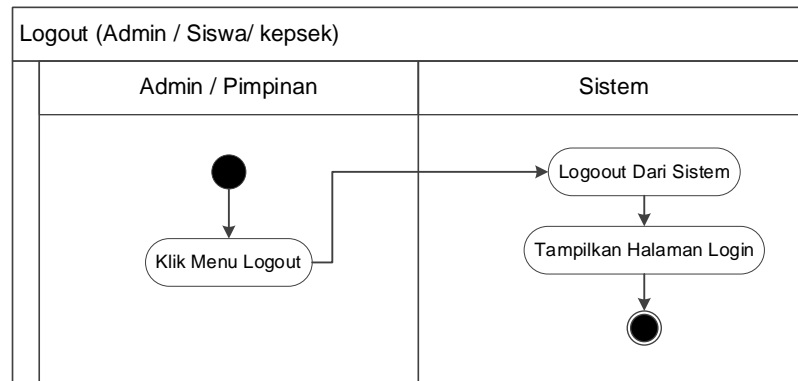 Logout (Admin / Siswa/ kepsek)
Admin / Pimpinan
Sistem
Logoout Dari Sistem
Klik Menu Logout
Tampilkan Halaman Login